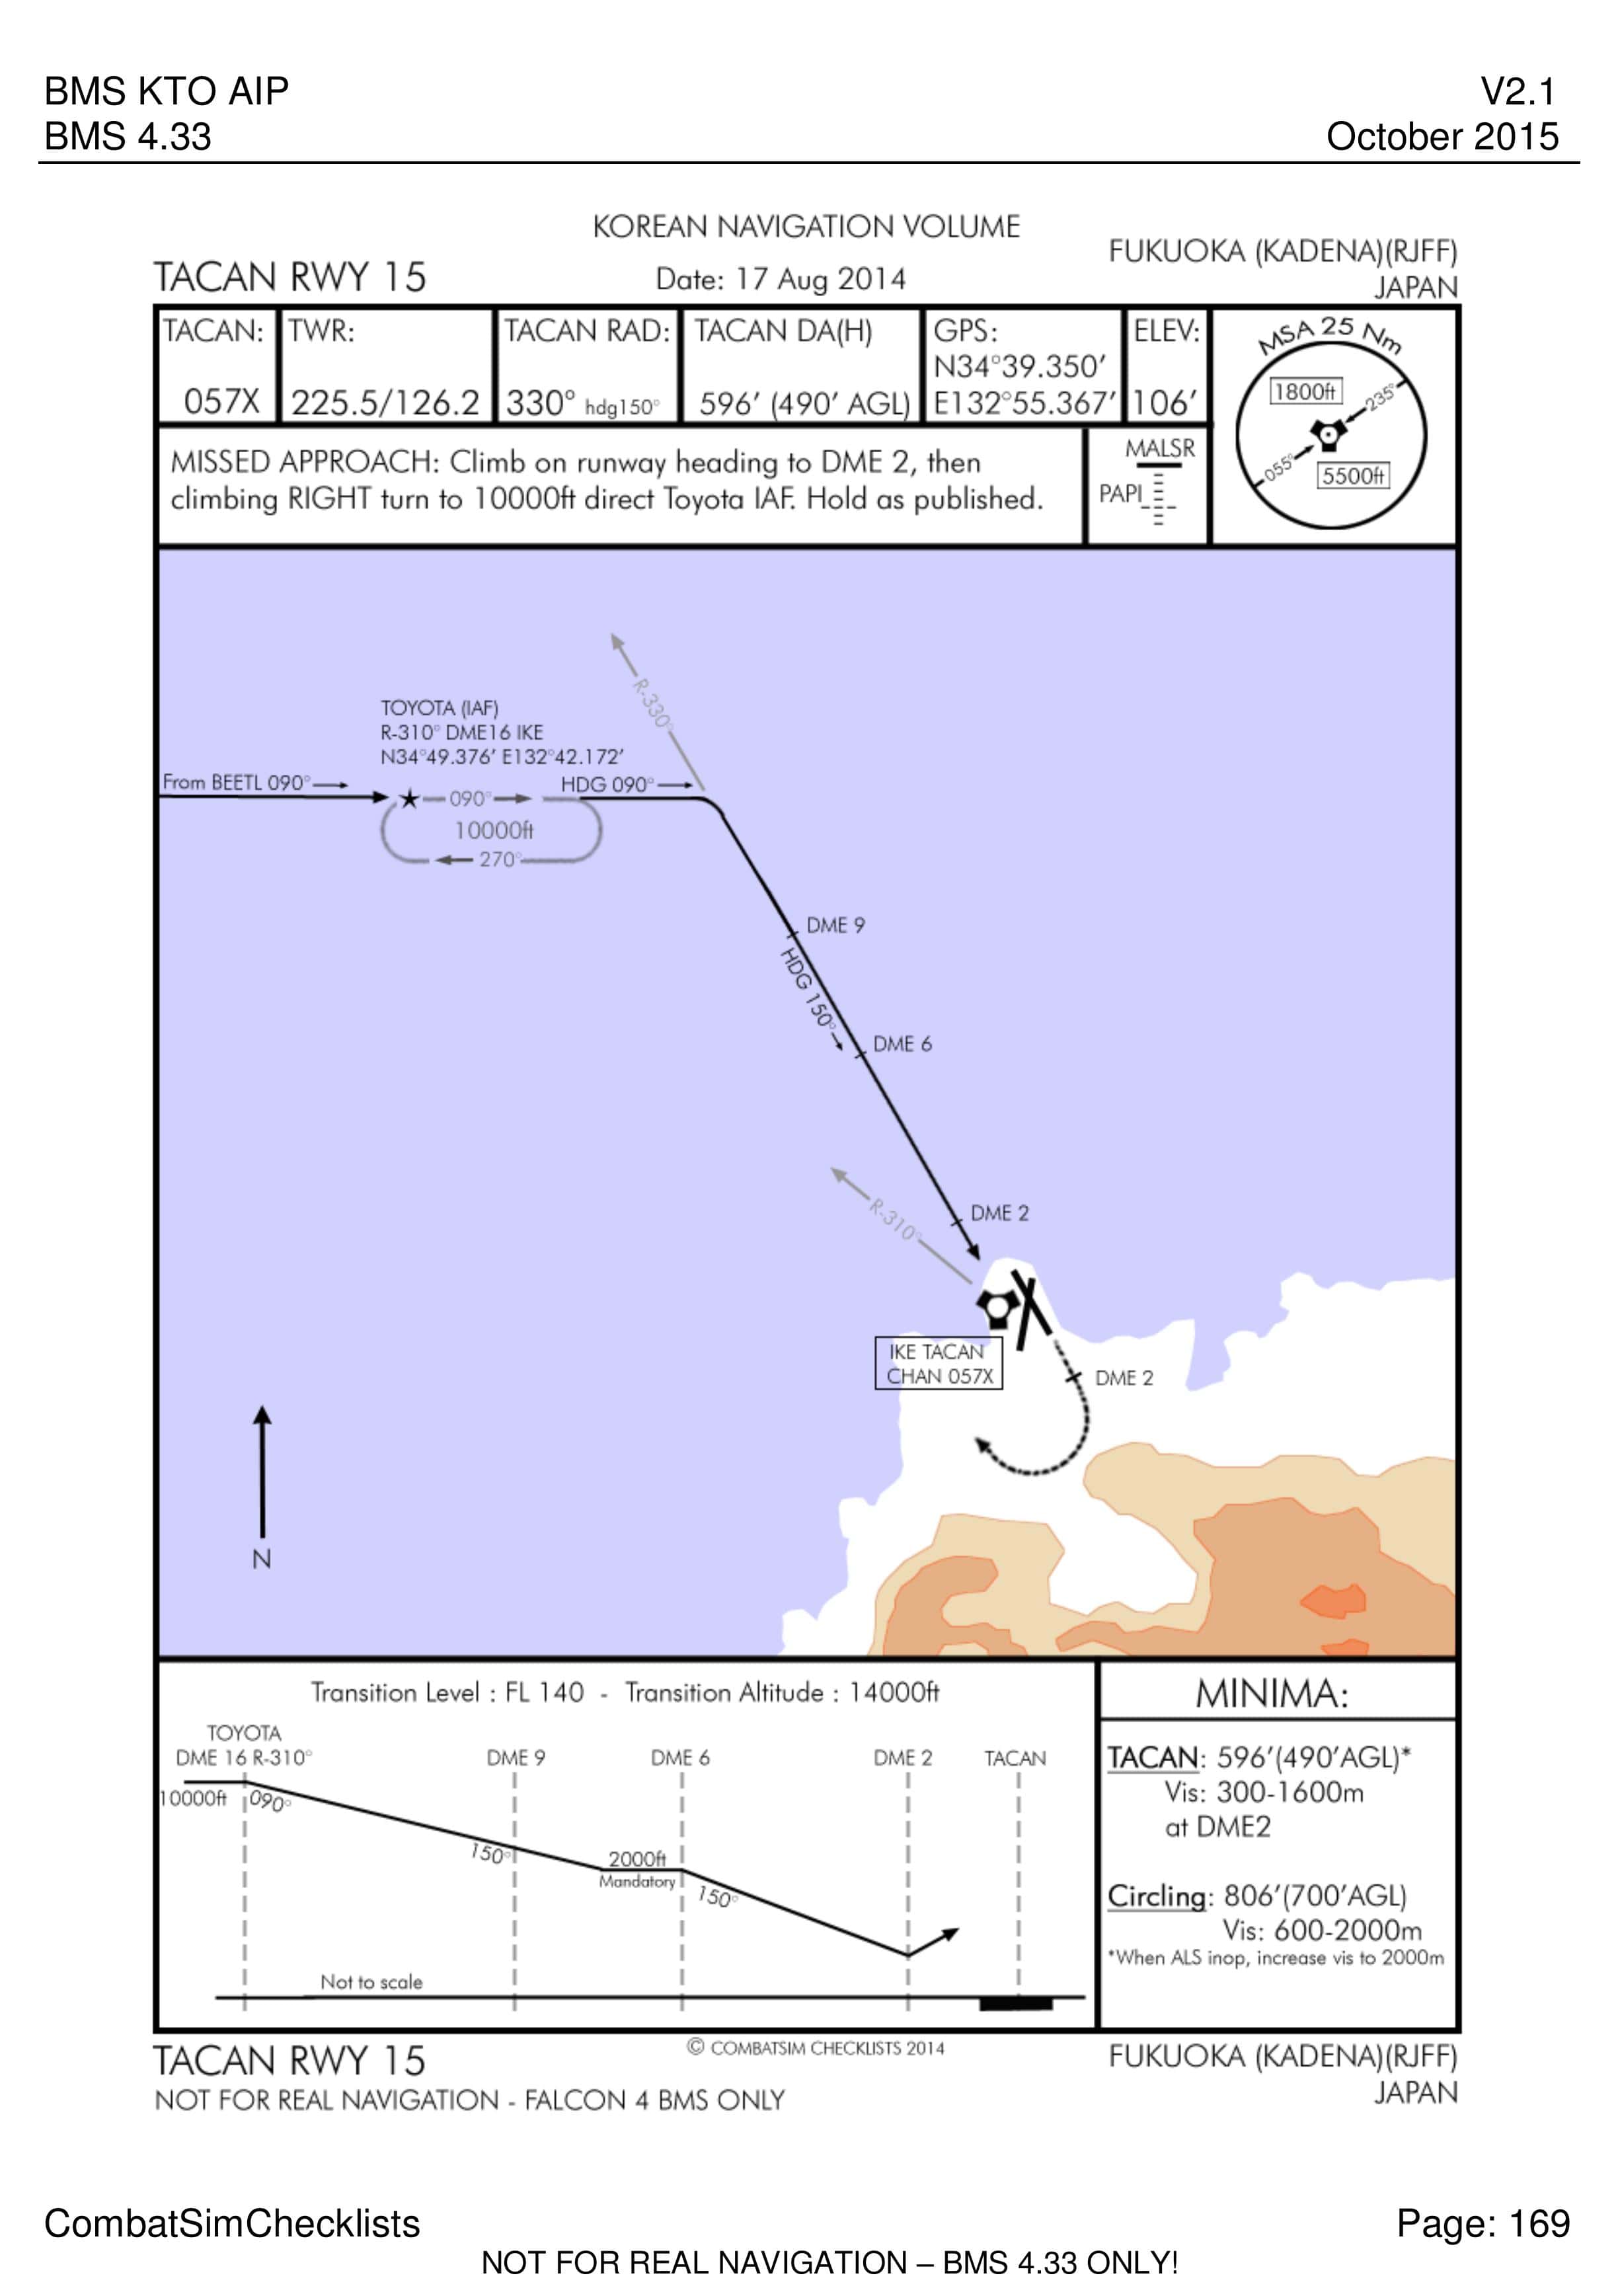 BMS KTO AIP
V2.1
BMS 4.33
October 2015
KOREAN NAVIGATION VOLUME
TACAN RWY 15
Date: 17 Aug 2014
FUKUOKA (KADENA)(RJFF)
JAPAN
TACAN:
057X
TWR:
225.5/126.2
TACAN RAD:
330° hdg150°
TACAN DA(H)
596' (490' AGL)
GPS:
N34°39.350'
E132°55.367'
ELEV:
106'
MSA 25 Nm
1800ft
235°
055°
5500ft
MISSED APPROACH: Climb on runway heading to DME 2, then
climbing RIGHT turn to 10000ft direct Toyota IAF. Hold as published.
MALSR
PAPI
R-330°
TOYOTA (IAF)
R-310° DME16 IKE
N34°49.376' E132°42.172'
From BEETL 090°
HDG 090°
090°
10000ft
270°
DME 9
HDG 150°
DME 6
DME 2
R-310°
IKE TACAN
CHAN 057X
DME 2
N
Transition Level : FL 140 - Transition Altitude : 14000ft
TOYOTA
DME 16 R-310°
DME 9
DME 6
DME 2
TACAN
10000ft
090°
150°
2000ft
Mandatory
150°
Not to scale
MINIMA:
TACAN: 596'(490'AGL)*
Vis: 300-1600m
at DME2
Circling: 806'(700'AGL)
Vis: 600-2000m
*When ALS inop, increase vis to 2000m
TACAN RWY 15
© COMBATSIM CHECKLISTS 2014
FUKUOKA (KADENA)(RJFF)
JAPAN
NOT FOR REAL NAVIGATION - FALCON 4 BMS ONLY
CombatSimChecklists
Page: 169
NOT FOR REAL NAVIGATION – BMS 4.33 ONLY!